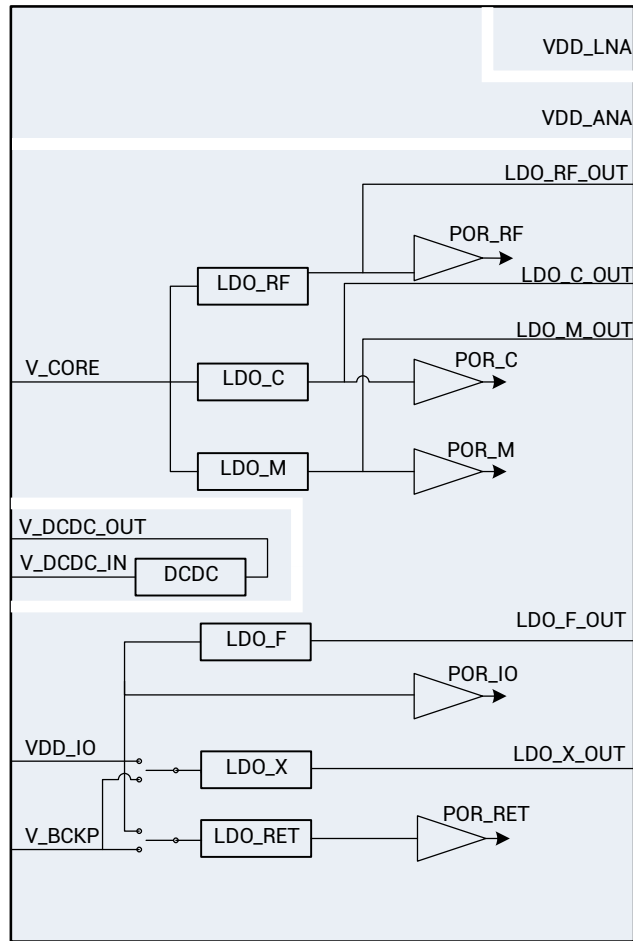 VDD_LNA
VDD_ANA
LDO_RF_OUT
POR_RF
LDO_RF
LDO_C_OUT
LDO_M_OUT
V_CORE
LDO_C
POR_C
LDO_M
POR_M
V_DCDC_OUT
V_DCDC_IN
DCDC
LDO_F
LDO_F_OUT
POR_IO
VDD_IO
LDO_X
LDO_X_OUT
V_BCKP
LDO_RET
POR_RET